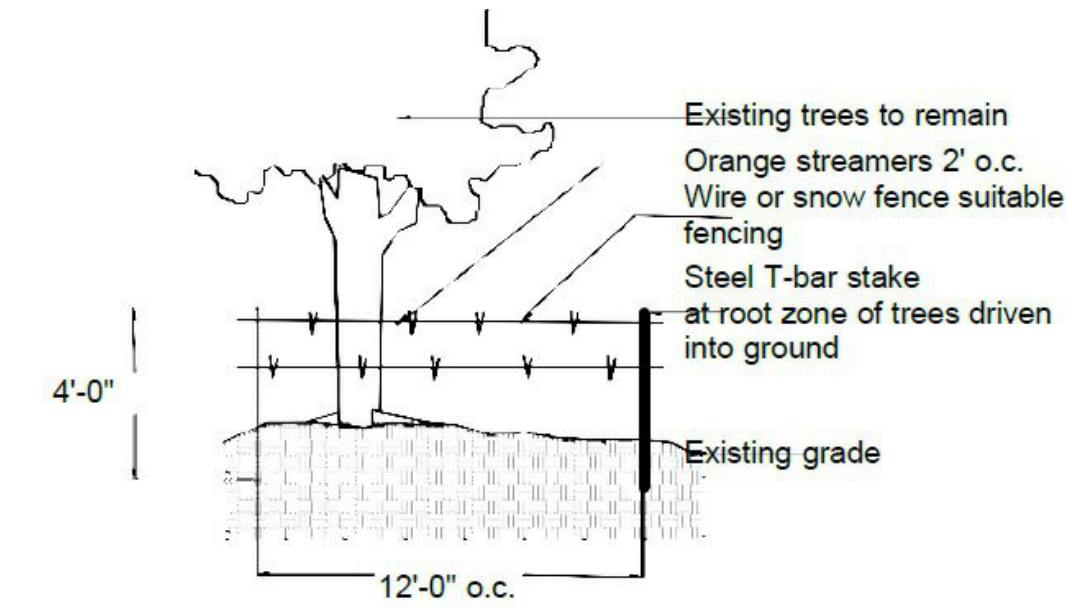 Existing trees to remain
Orange streamers 2' o.c.
Wire or snow fence suitable
fencing
Steel T-bar stake
at root zone of trees driven
into ground
4'-0"
Existing grade
12'-0" o.c.